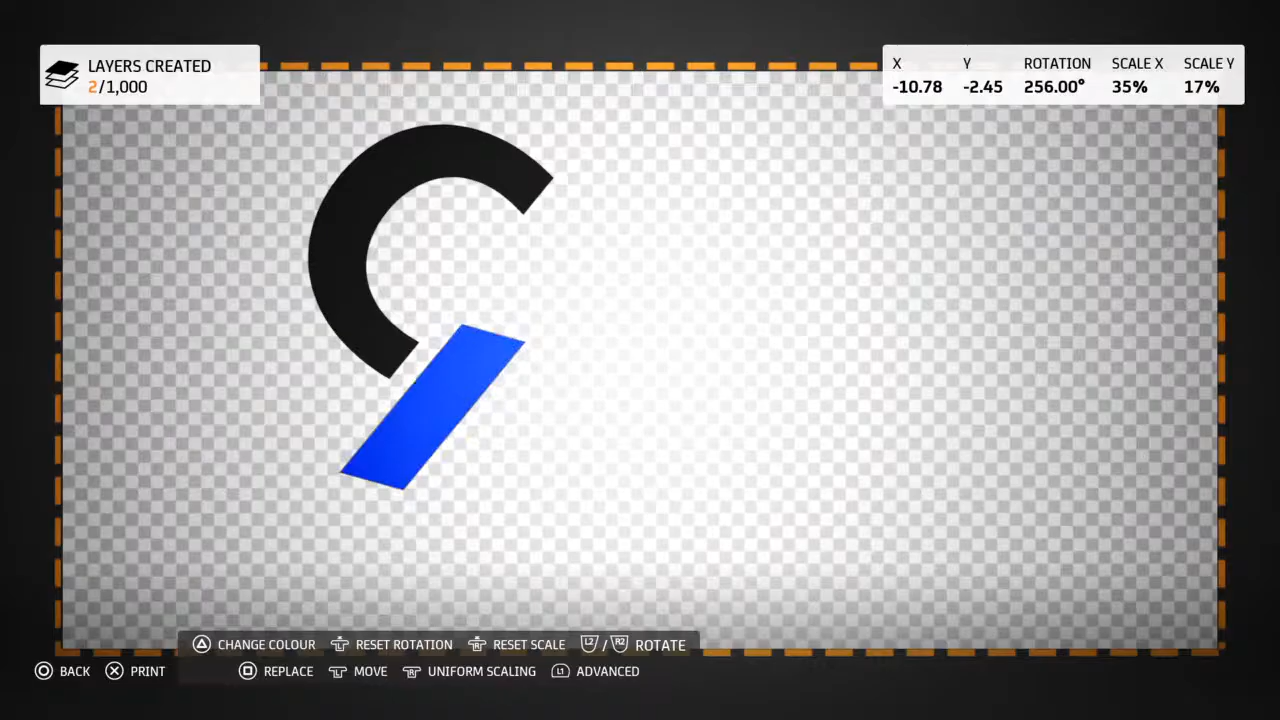 LAYERS CREATED
2/1,000
X Y ROTATION SCALE X SCALE Y
-10.78 -2.45 256.00° 35% 17%
CHANGE COLOUR L RESET ROTATION R RESET SCALE L2 / R2 ROTATE
BACK PRINT REPLACE L MOVE R UNIFORM SCALING L1 ADVANCED